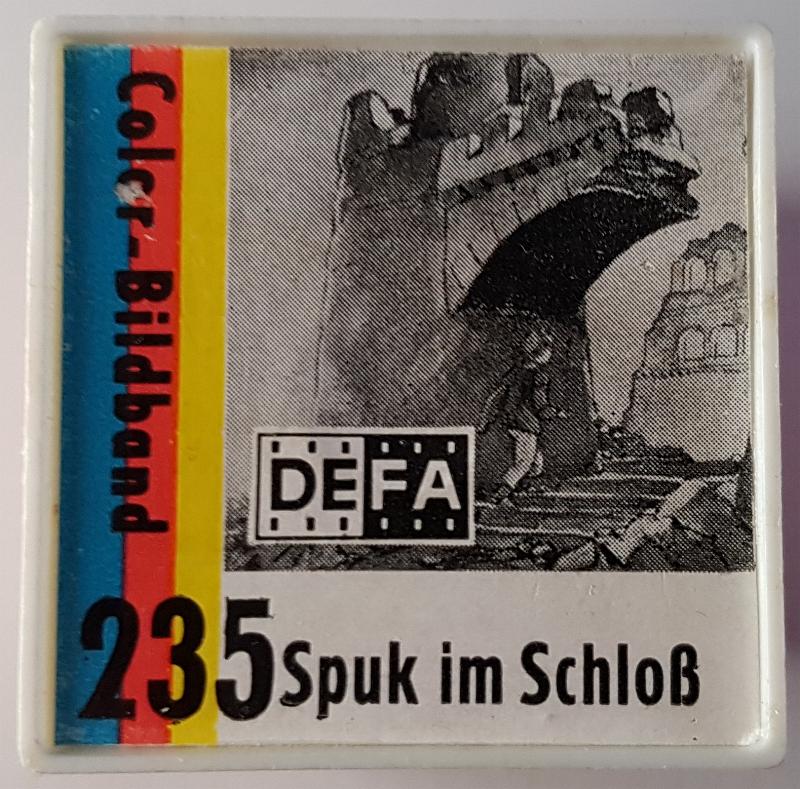 Color-Bildband
DEFA
235 Spuk im Schloß